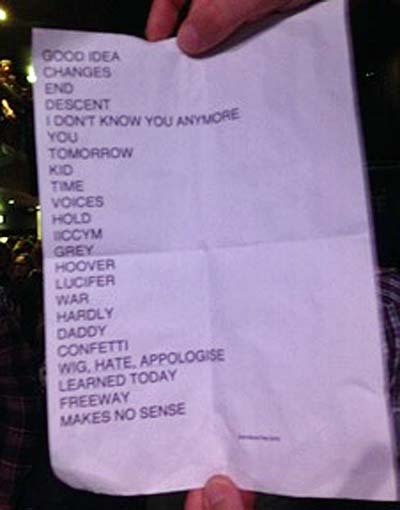 GOOD IDEA
CHANGES
END
DESCENT
I DON'T KNOW YOU ANYMORE
YOU
TOMORROW
KID
TIME
VOICES
HOLD
IICCYM
GREY
HOOVER
LUCIFER
WAR
HARDLY
DADDY
CONFETTI
WIG, HATE, APPOLOGISE
LEARNED TODAY
FREEWAY
MAKES NO SENSE